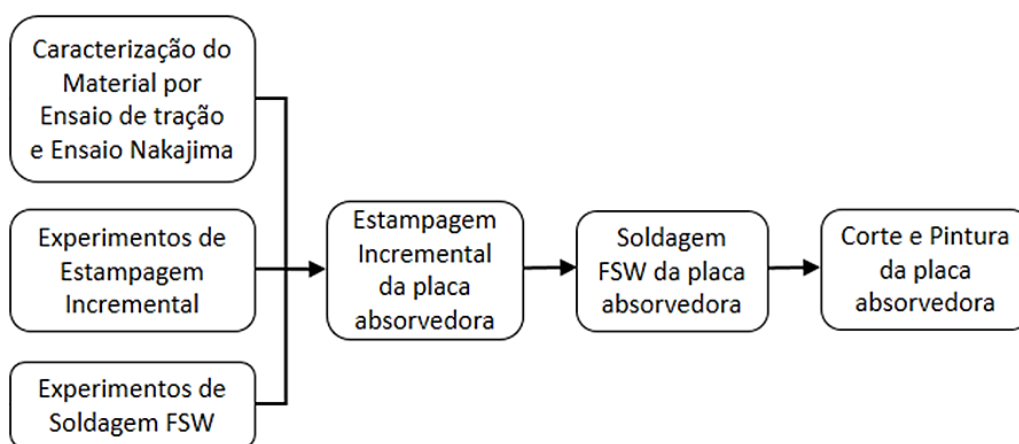 Caracterização do
Material por
Ensaio de tração
e Ensaio Nakajima
Experimentos de
Estampagem
Incremental
Experimentos de
Soldagem FSW
Estampagem
Incremental
da placa
absorvedora
Soldagem
FSW da placa
absorvedora
Corte e Pintura
da placa
absorvedora